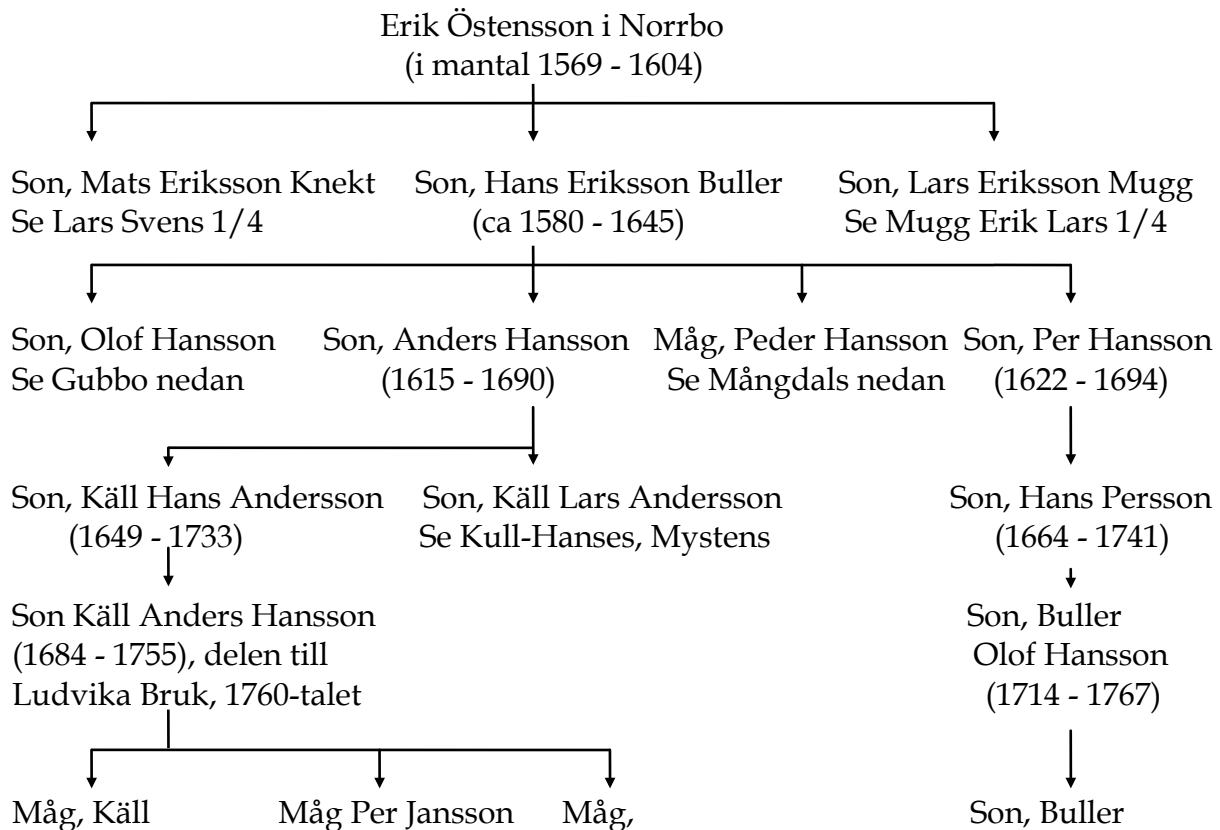 Erik Östensson i Norrbo
(i mantal 1569 - 1604)
Son, Mats Eriksson Knekt
Se Lars Svens 1/4
Son, Hans Eriksson Buller
(ca 1580 - 1645)
Son, Lars Eriksson Mugg
Se Mugg Erik Lars 1/4
Son, Olof Hansson
Se Gubbo nedan
Son, Anders Hansson
(1615 - 1690)
Måg, Peder Hansson
Se Mångdals nedan
Son, Per Hansson
(1622 - 1694)
Son, Käll Hans Andersson
(1649 - 1733)
Son, Käll Lars Andersson
Se Kull-Hanses, Mystens
Son, Hans Persson
(1664 - 1741)
Son Käll Anders Hansson
(1684 - 1755), delen till
Ludvika Bruk, 1760-talet
Son, Buller
Olof Hansson
(1714 - 1767)
Måg, Käll
Måg Per Jansson
Måg,
Son, Buller